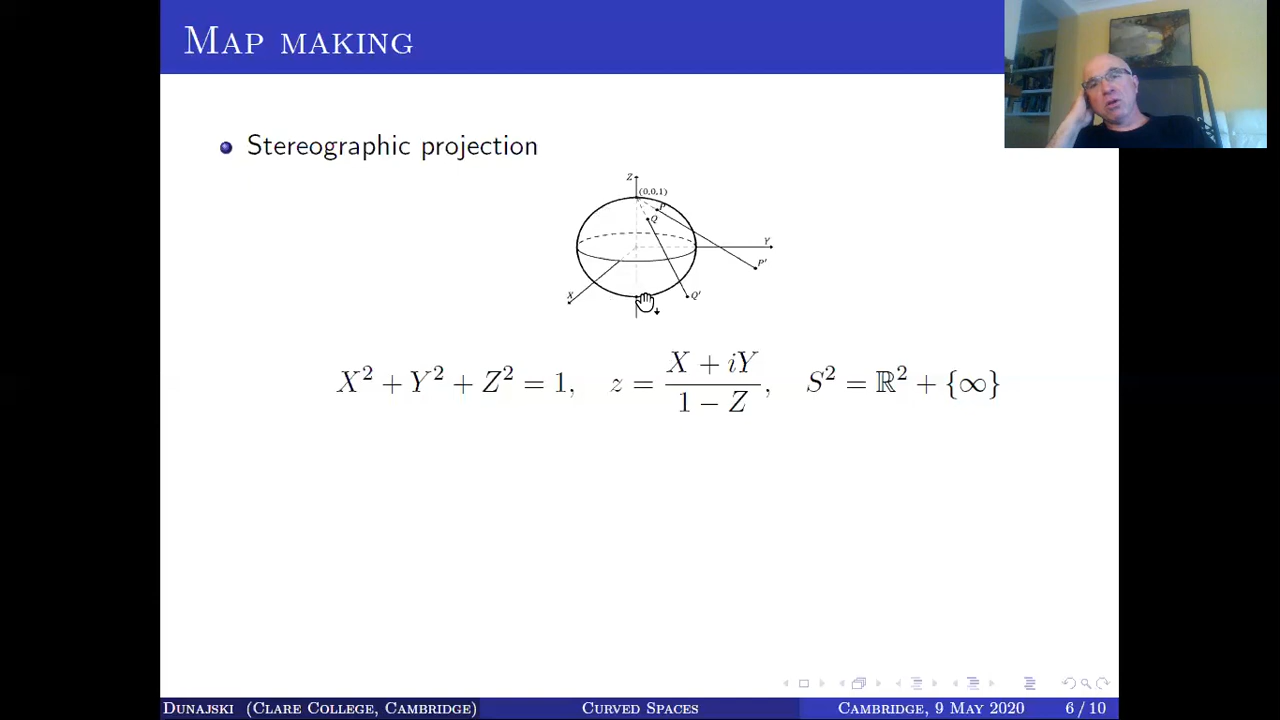 Map making
Stereographic projection
Z
(0,0,1)
P
Q
Y
P'
X
Q'
X² + Y² + Z² = 1, z = (X + iY)/(1 − Z), S² = ℝ² + {∞}
Dunajski (Clare College, Cambridge) Curved Spaces Cambridge, 9 May 2020 6 / 10